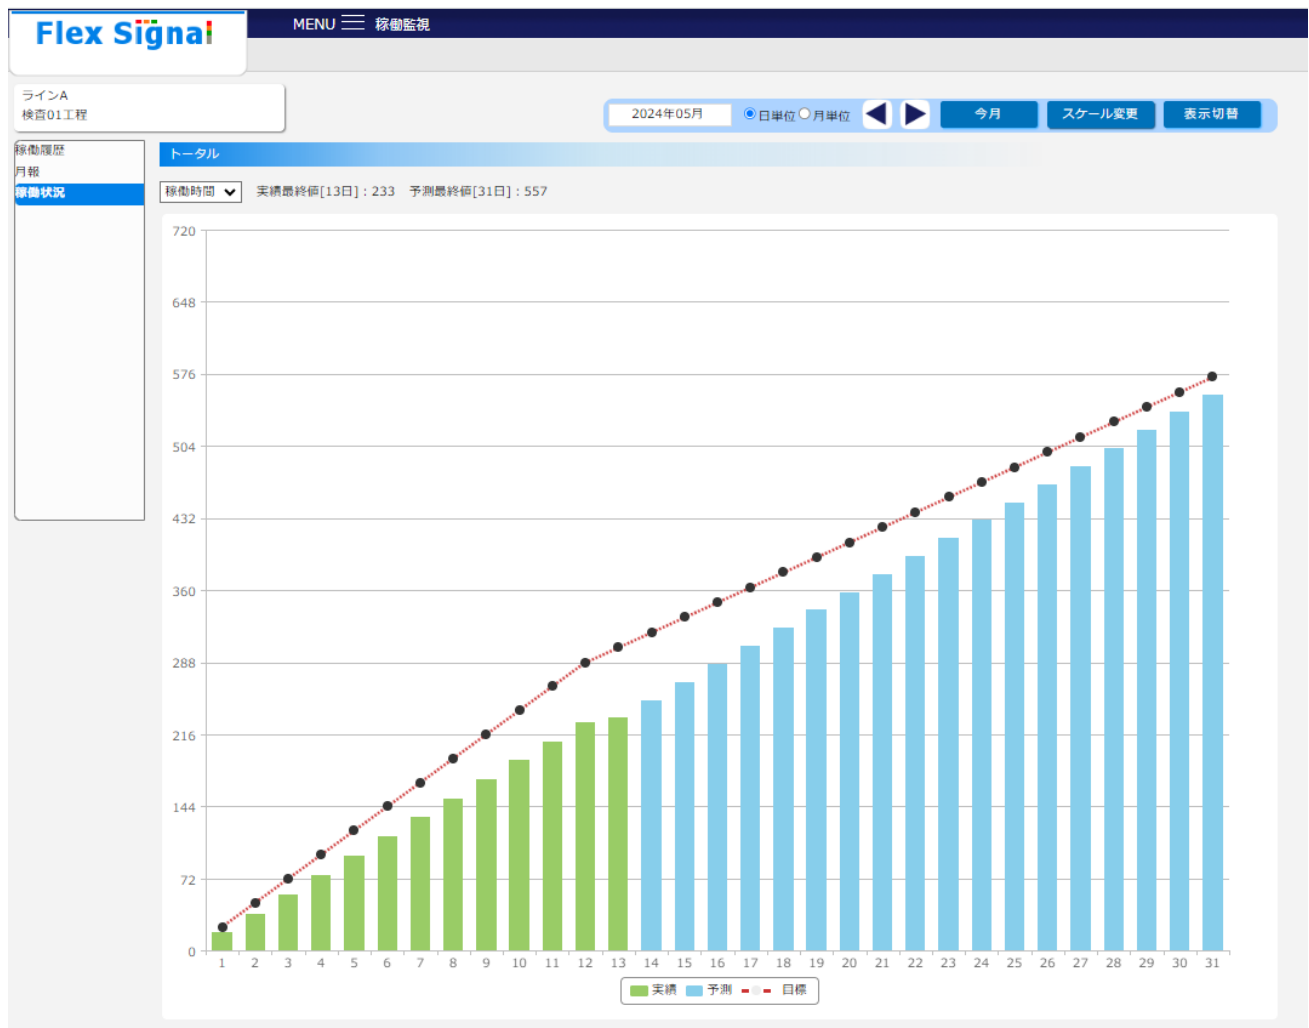 Flex Signal
MENU 稼働監視
ラインA
検査01工程
2024年05月 日単位 月単位 今月 スケール変更 表示切替
稼働履歴
月報
稼働状況
トータル
稼働時間 実績最終値[13日]：233 予測最終値[31日]：557
720
648
576
504
432
360
288
216
144
72
0
1 2 3 4 5 6 7 8 9 10 11 12 13 14 15 16 17 18 19 20 21 22 23 24 25 26 27 28 29 30 31
実績 予測 目標